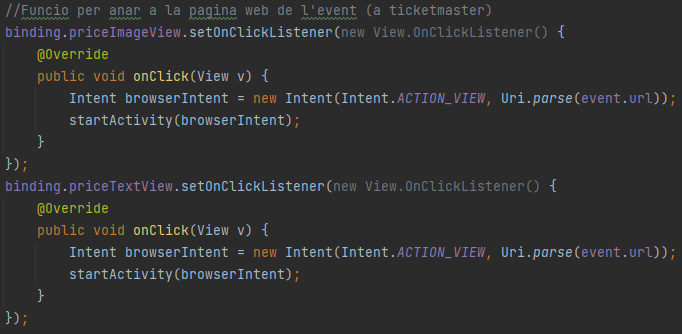 //Funcio per anar a la pagina web de l'event (a ticketmaster)
binding.priceImageView.setOnClickListener(new View.OnClickListener() {
    @Override
    public void onClick(View v) {
        Intent browserIntent = new Intent(Intent.ACTION_VIEW, Uri.parse(event.url));
        startActivity(browserIntent);
    }
});
binding.priceTextView.setOnClickListener(new View.OnClickListener() {
    @Override
    public void onClick(View v) {
        Intent browserIntent = new Intent(Intent.ACTION_VIEW, Uri.parse(event.url));
        startActivity(browserIntent);
    }
});